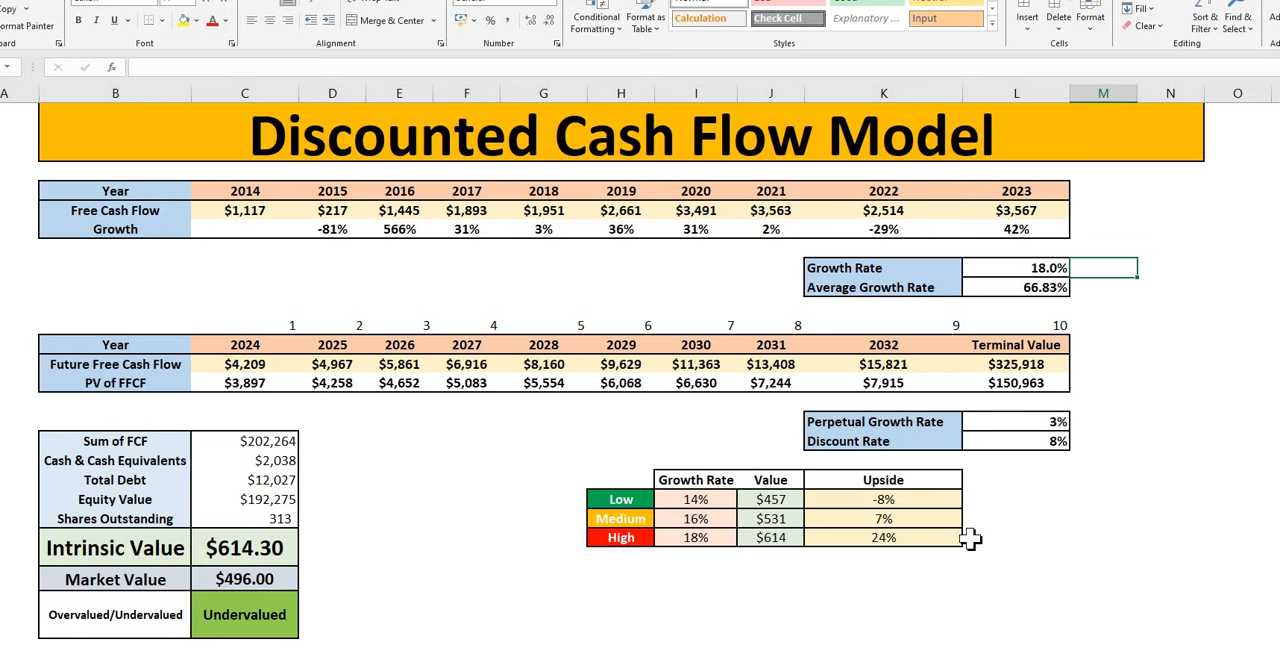 Copy
Format Painter
B I U A
Merge & Center
$ % ,
Conditional Formatting
Format as Table
Calculation Check Cell Explanatory ... Input
Insert Delete Format
Fill
Clear
Sort & Filter
Find & Select
Font Alignment Number Styles Cells Editing
fx
A B C D E F G H I J K L M N O
Discounted Cash Flow Model
Year 2014 2015 2016 2017 2018 2019 2020 2021 2022 2023
Free Cash Flow $1,117 $217 $1,445 $1,893 $1,951 $2,661 $3,491 $3,563 $2,514 $3,567
Growth -81% 566% 31% 3% 36% 31% 2% -29% 42%
Growth Rate 18.0%
Average Growth Rate 66.83%
1 2 3 4 5 6 7 8 9 10
Year 2024 2025 2026 2027 2028 2029 2030 2031 2032 Terminal Value
Future Free Cash Flow $4,209 $4,967 $5,861 $6,916 $8,160 $9,629 $11,363 $13,408 $15,821 $325,918
PV of FFCF $3,897 $4,258 $4,652 $5,083 $5,554 $6,068 $6,630 $7,244 $7,915 $150,963
Perpetual Growth Rate 3%
Discount Rate 8%
Sum of FCF $202,264
Cash & Cash Equivalents $2,038
Total Debt $12,027
Equity Value $192,275
Shares Outstanding 313
Intrinsic Value $614.30
Market Value $496.00
Overvalued/Undervalued Undervalued
Growth Rate Value Upside
Low 14% $457 -8%
Medium 16% $531 7%
High 18% $614 24%